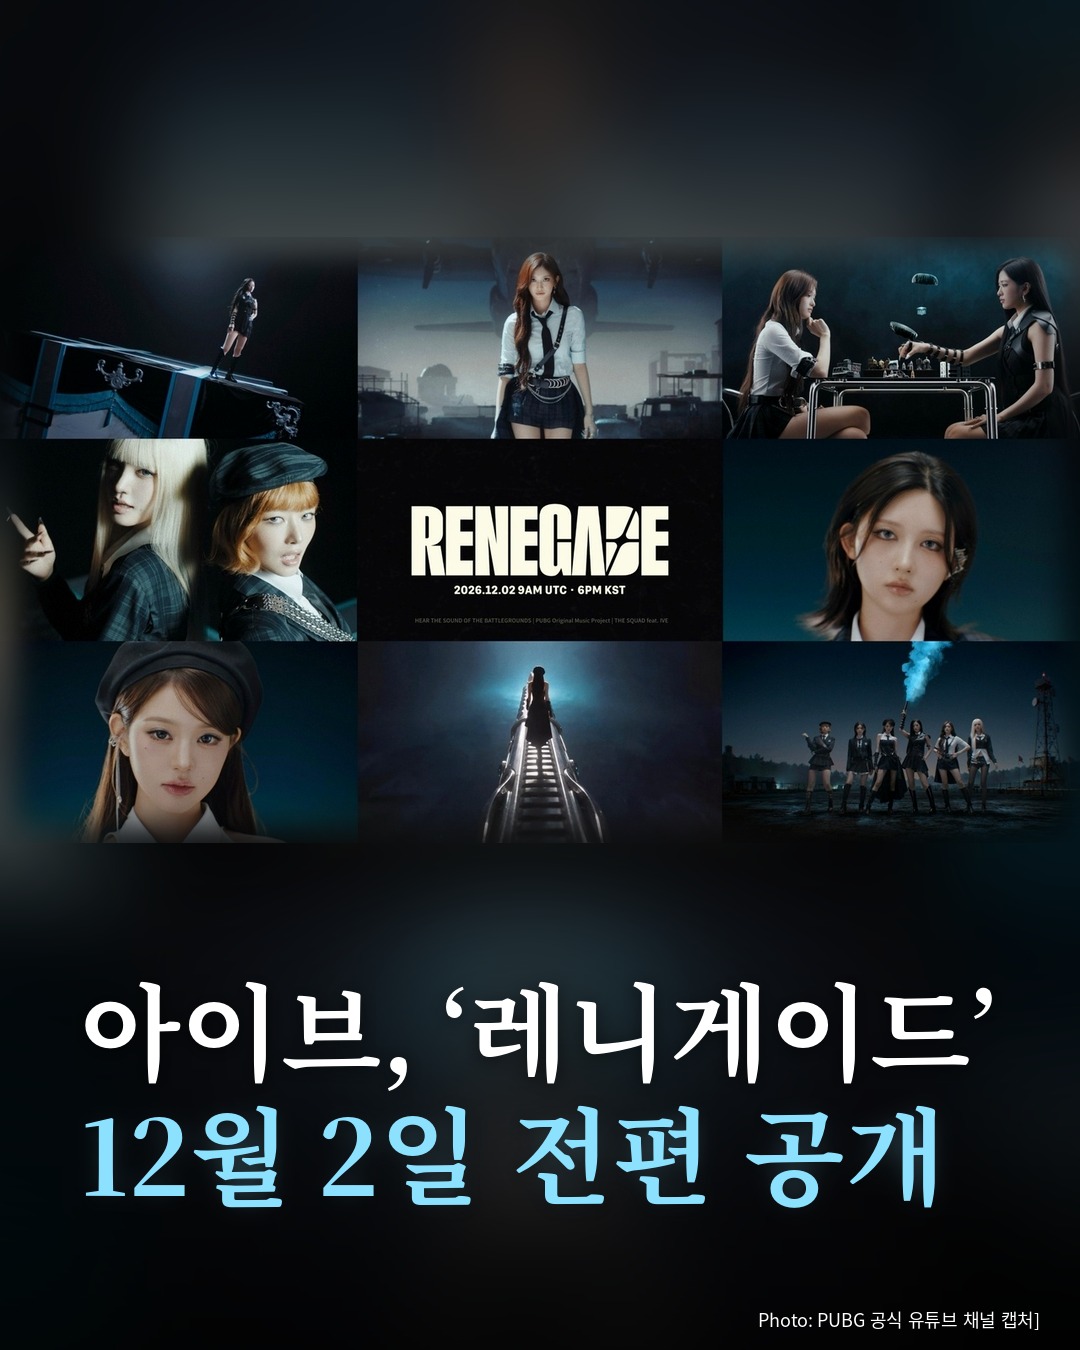 RENEGADE
2026.12.02 9AM UTC · 6PM KST
HEAR THE SOUND OF THE BATTLEGROUNDS | PUBG Original Music Project | THE SQUAD feat. IVE
아이브, ‘레니게이드’
12월 2일 전편 공개
Photo: PUBG 공식 유튜브 채널 캡처]